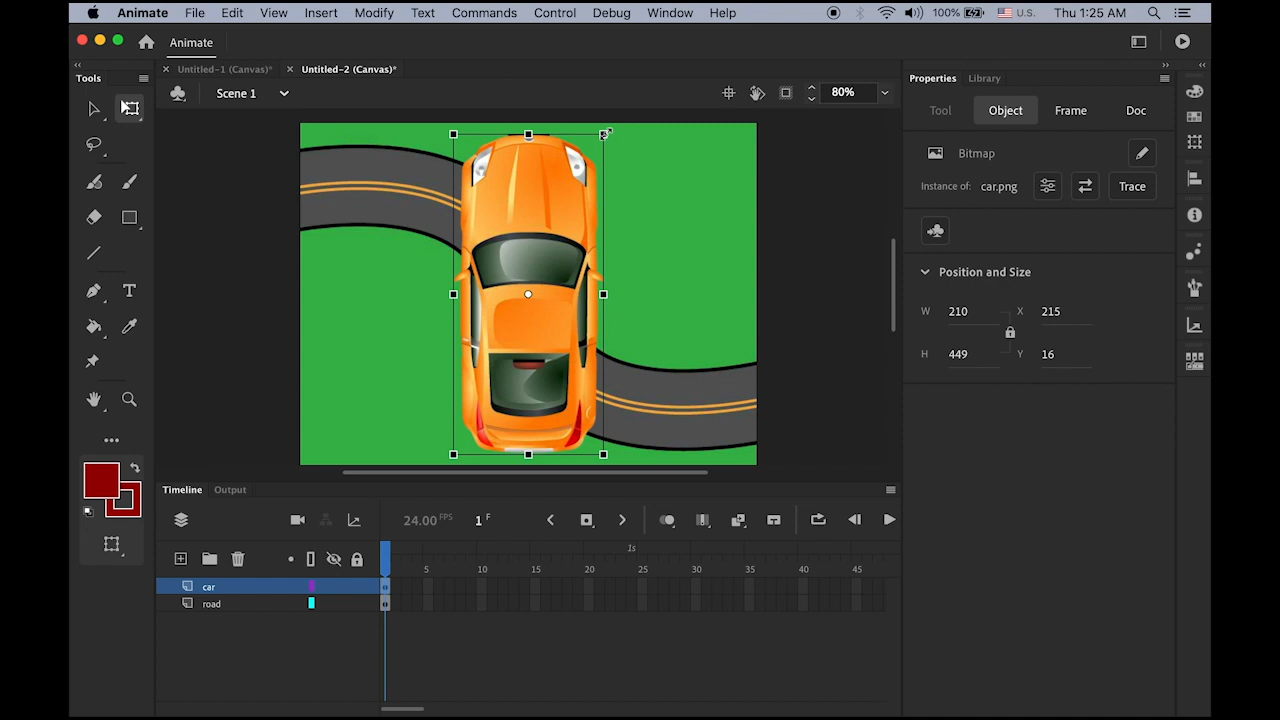 Animate File Edit View Insert Modify Text Commands Control Debug Window Help 100% U.S. Thu 1:25 AM
Animate
Tools Untitled-1 (Canvas)* Untitled-2 (Canvas)* Properties Library
Scene 1 80%
Tool Object Frame Doc
Bitmap
Instance of: car.png Trace
Position and Size
W 210 X 215
H 449 Y 16
Timeline Output
24.00 FPS 1 F
1s
5 10 15 20 25 30 35 40 45
car
road